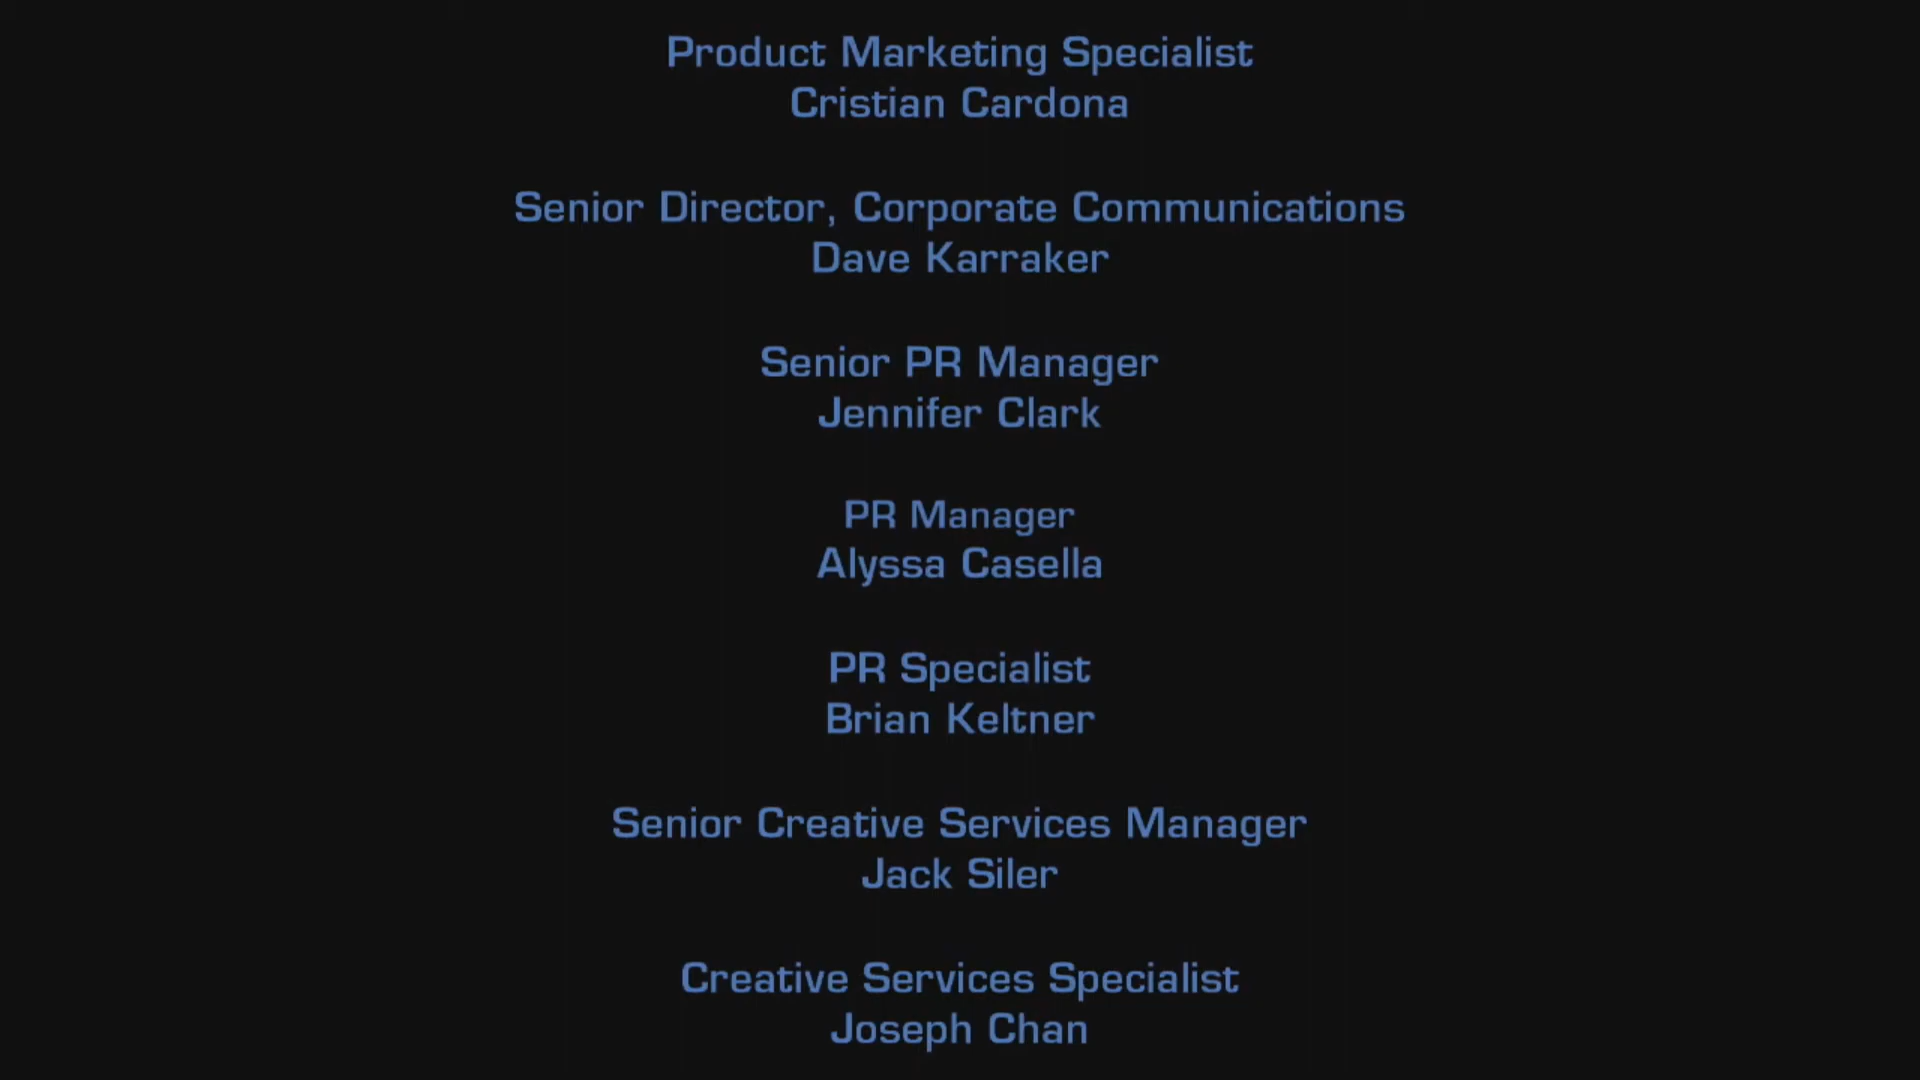 Product Marketing Specialist
Cristian Cardona
Senior Director, Corporate Communications
Dave Karraker
Senior PR Manager
Jennifer Clark
PR Manager
Alyssa Casella
PR Specialist
Brian Keltner
Senior Creative Services Manager
Jack Siler
Creative Services Specialist
Joseph Chan